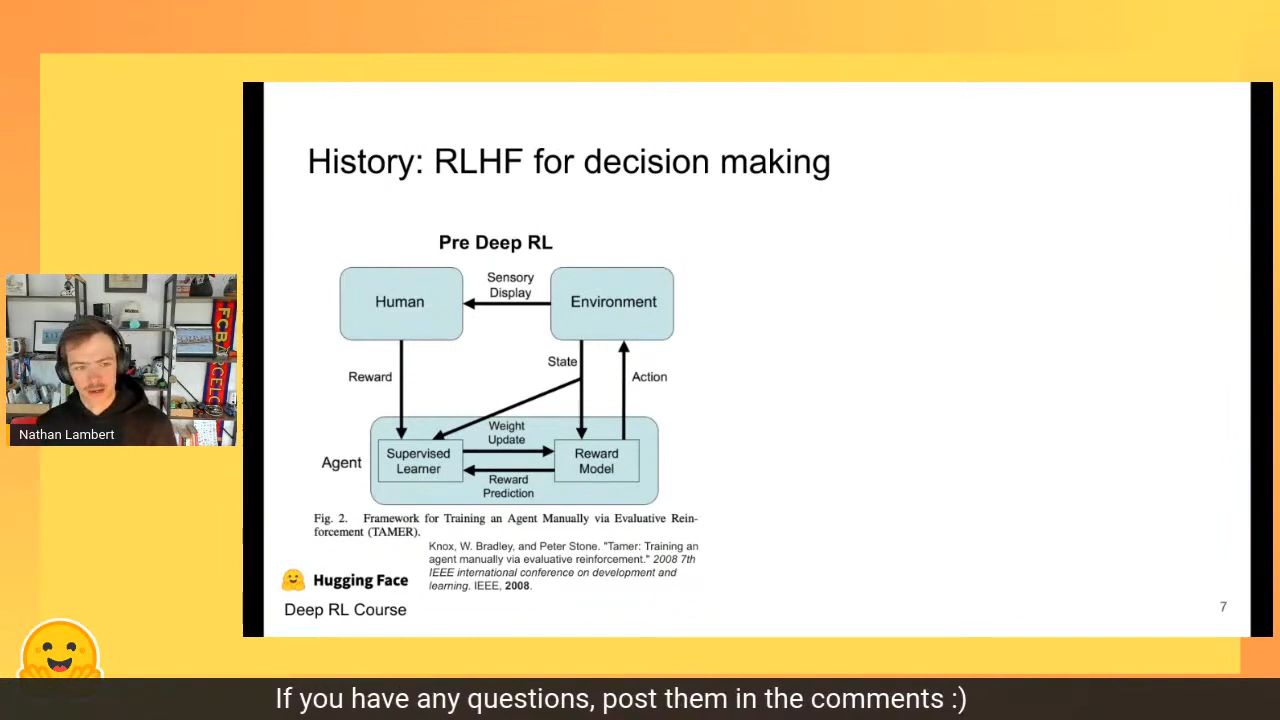 History: RLHF for decision making
Pre Deep RL
Human
Sensory
Display
Environment
Reward
State
Action
Agent
Supervised
Learner
Weight
Update
Reward
Prediction
Reward
Model
Fig. 2. Framework for Training an Agent Manually via Evaluative Rein-
forcement (TAMER).
Knox, W. Bradley, and Peter Stone. "Tamer: Training an
agent manually via evaluative reinforcement." 2008 7th
IEEE international conference on development and
learning. IEEE, 2008.
Hugging Face
Deep RL Course
7
Nathan Lambert
If you have any questions, post them in the comments :)